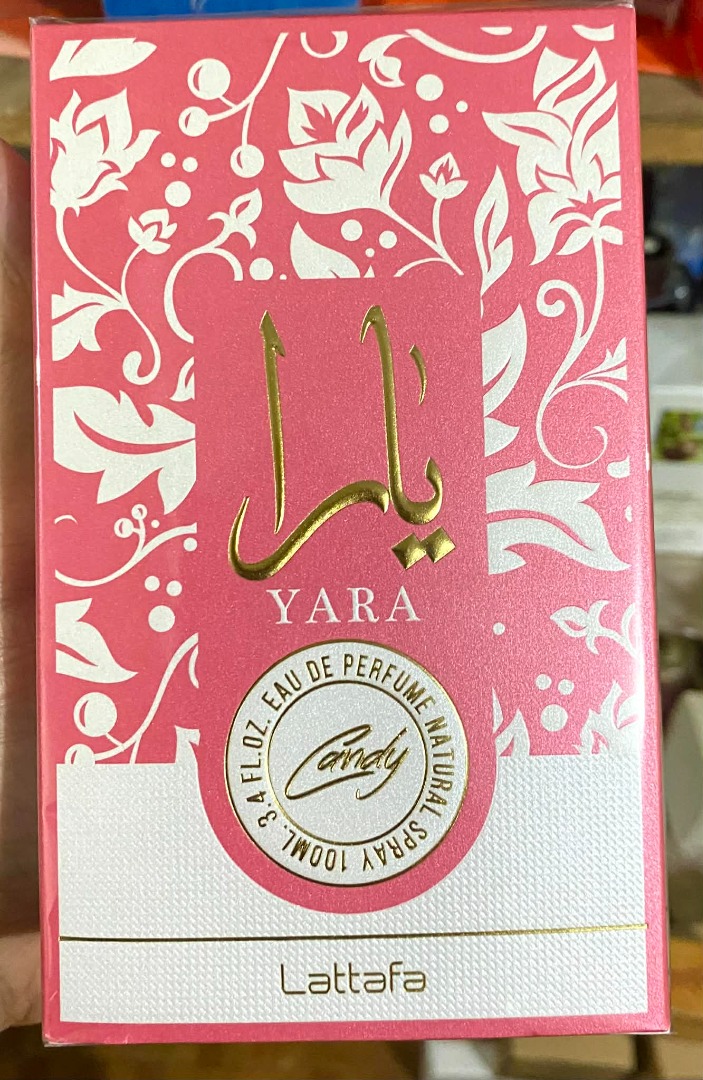 يارا
YARA
3.4 FL.OZ. EAU DE PERFUME NATURAL SPRAY 100ML.
Candy
Lattafa